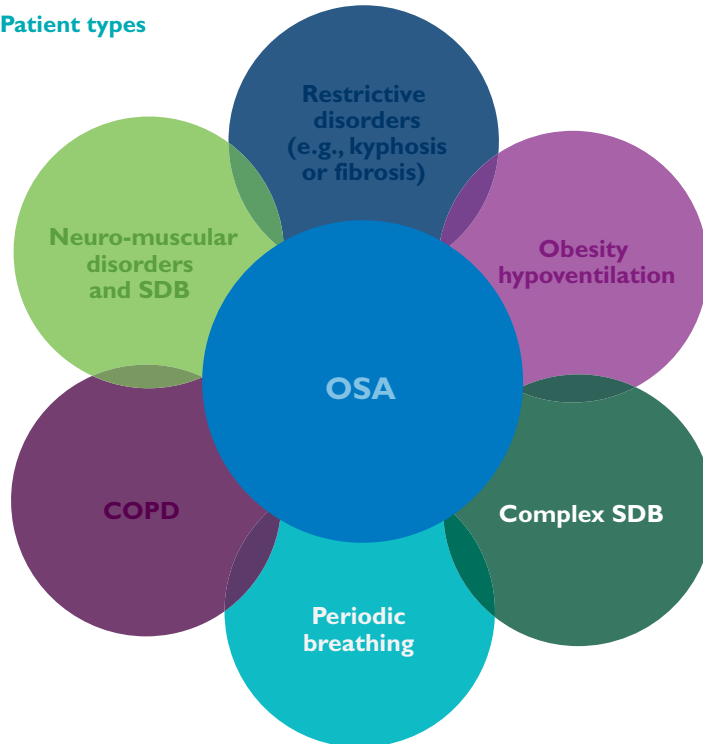 Patient types
Restrictive
disorders
(e.g., kyphosis
or fibrosis)
Neuro-muscular
disorders
and SDB
Obesity
hypoventilation
OSA
COPD
Complex SDB
Periodic
breathing